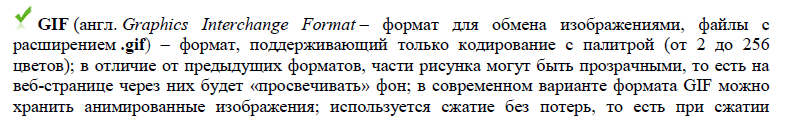 GIF (англ. Graphics Interchange Format – формат для обмена изображениями, файлы с
расширением .gif) – формат, поддерживающий только кодирование с палитрой (от 2 до 256
цветов); в отличие от предыдущих форматов, части рисунка могут быть прозрачными, то есть на
веб-странице через них будет «просвечивать» фон; в современном варианте формата GIF можно
хранить анимированные изображения; используется сжатие без потерь, то есть при сжатии